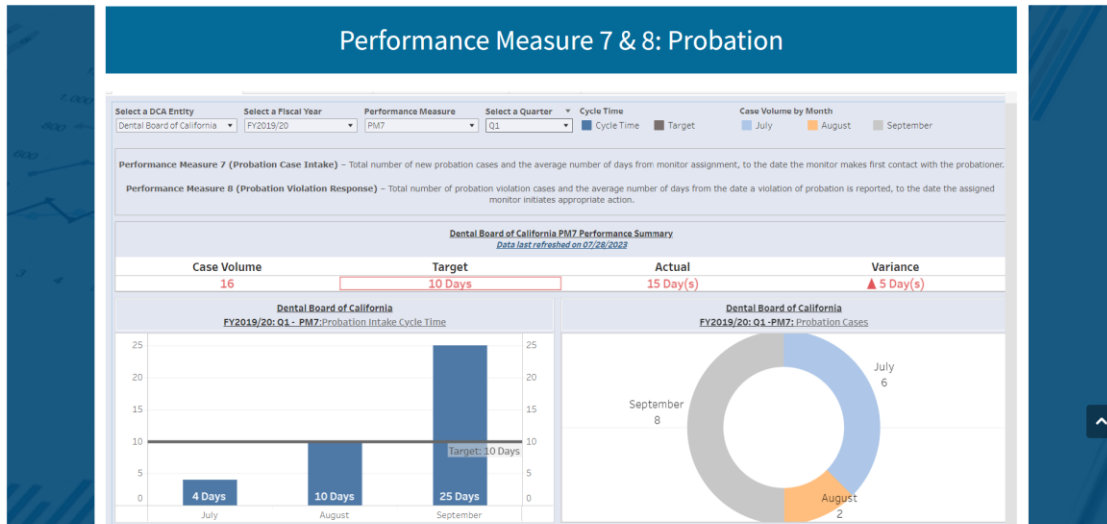 Performance Measure 7 & 8: Probation
Select a DCA Entity
Select a Fiscal Year
Performance Measure
Select a Quarter
Cycle Time
Case Volume by Month
Dental Board of California
FY2019/20
PM7
Q1
Cycle Time
Target
July
August
September
Performance Measure 7 (Probation Case Intake) – Total number of new probation cases and the average number of days from monitor assignment, to the date the monitor makes first contact with the probationer.
Performance Measure 8 (Probation Violation Response) – Total number of probation violation cases and the average number of days from the date a violation of probation is reported, to the date the assigned
monitor initiates appropriate action.
Dental Board of California PM7 Performance Summary
Data last refreshed on 07/28/2023
Case Volume
Target
Actual
Variance
16
10 Days
15 Day(s)
▲ 5 Day(s)
Dental Board of California
FY2019/20: Q1 - PM7:Probation Intake Cycle Time
25
20
15
10
5
0
25
20
15
10
5
0
Target: 10 Days
4 Days
10 Days
25 Days
July
August
September
Dental Board of California
FY2019/20: Q1 -PM7: Probation Cases
July
6
September
8
August
2